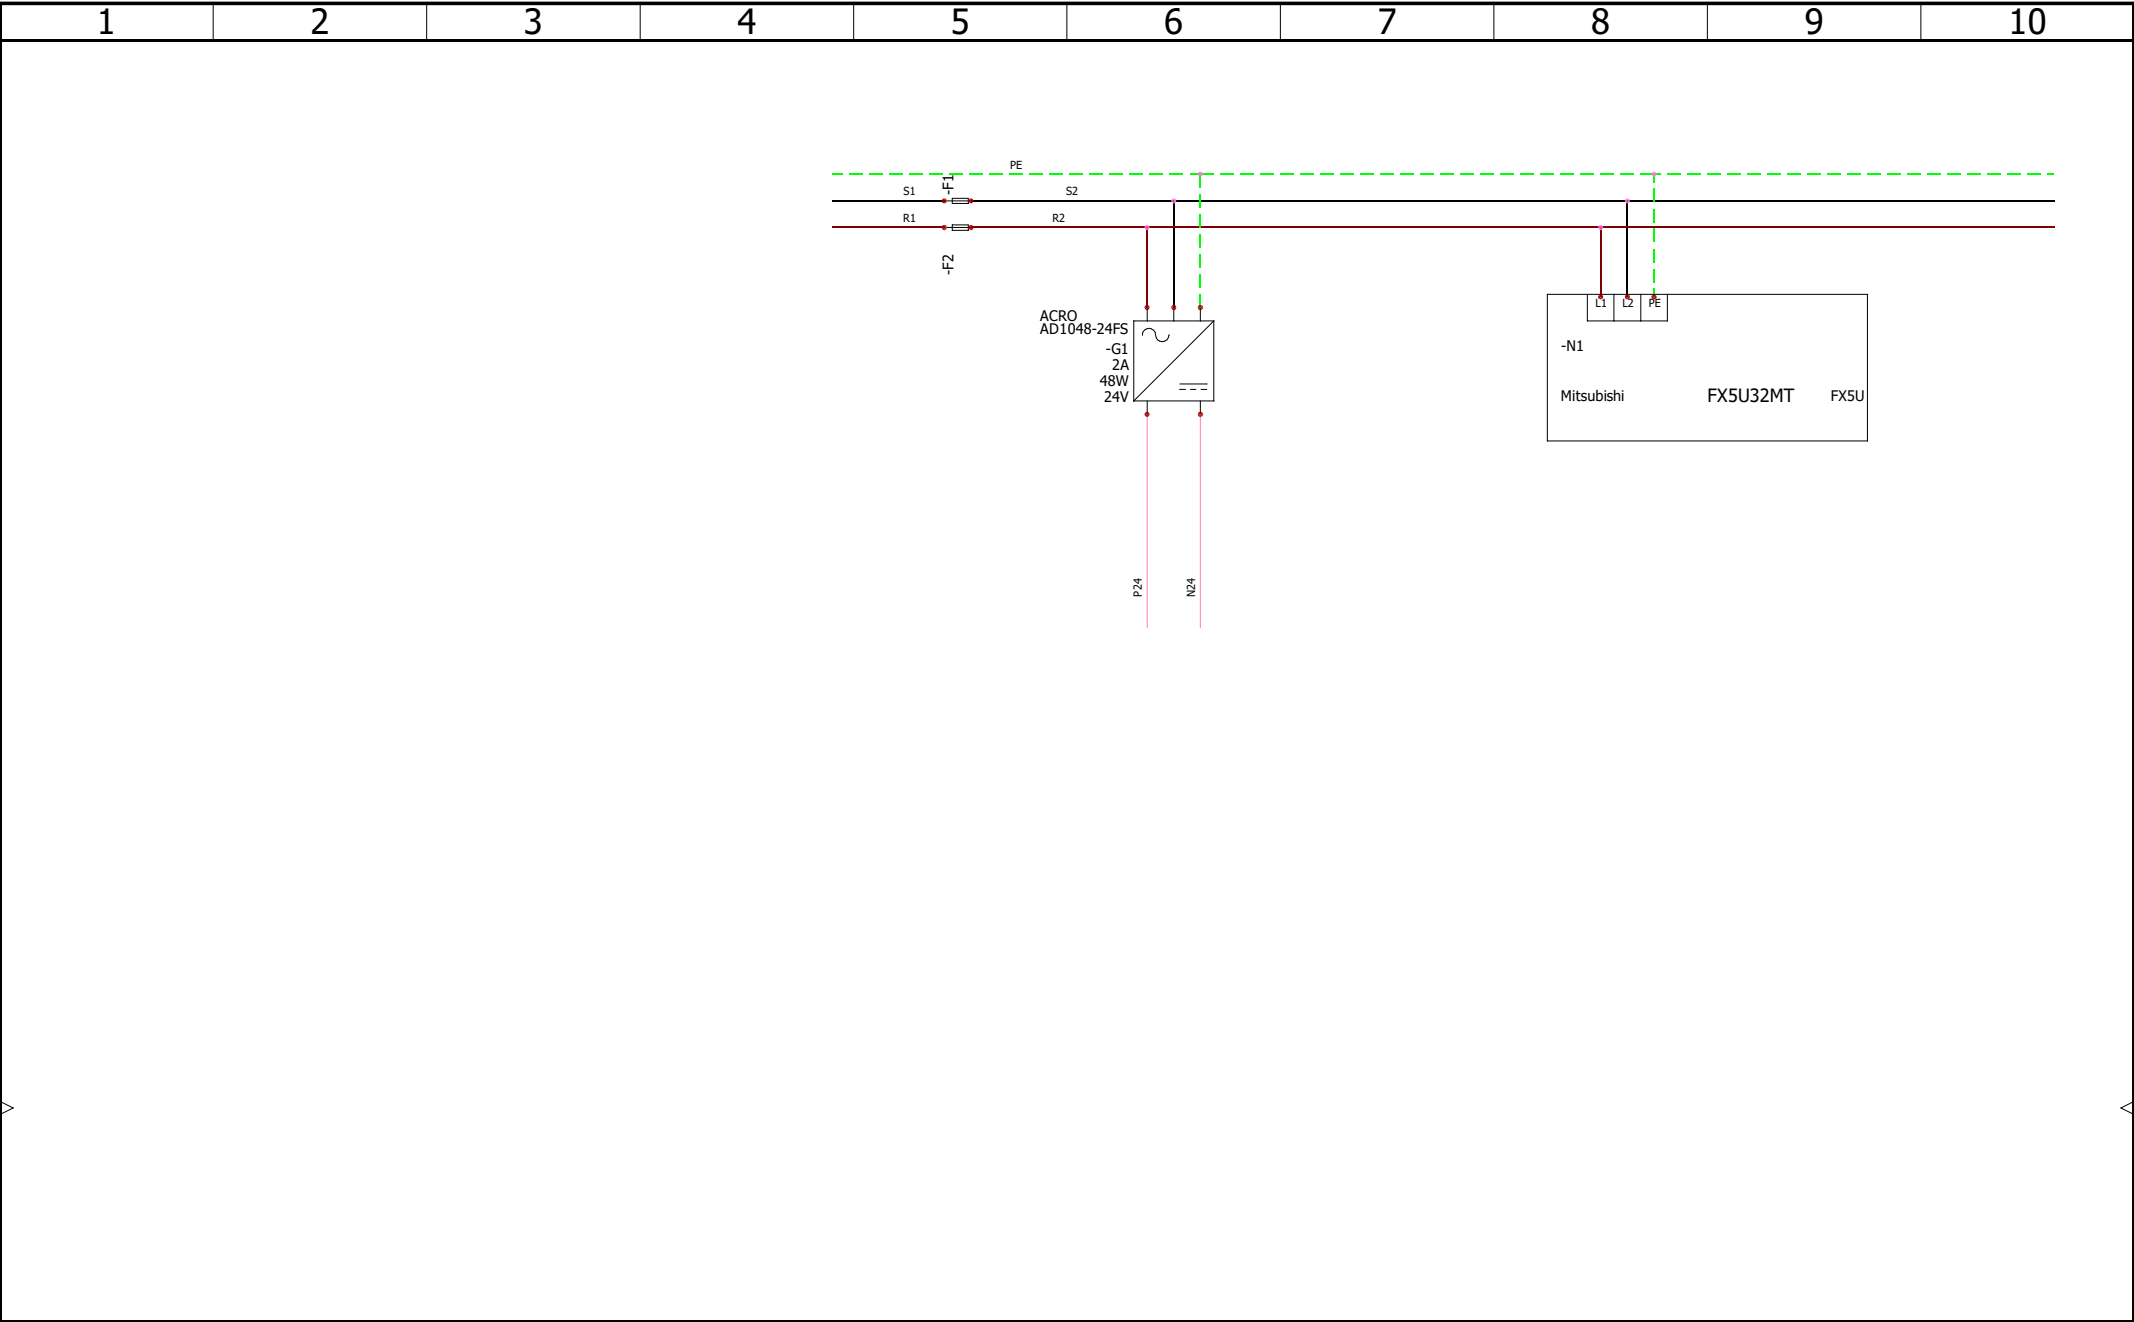 1 2 3 4 5 6 7 8 9 10
PE
S1 -F1 S2
R1 R2
-F2
ACRO
AD1048-24FS
-G1
2A
48W
24V
L1 L2 PE
-N1
Mitsubishi FX5U32MT FX5U
P24 N24